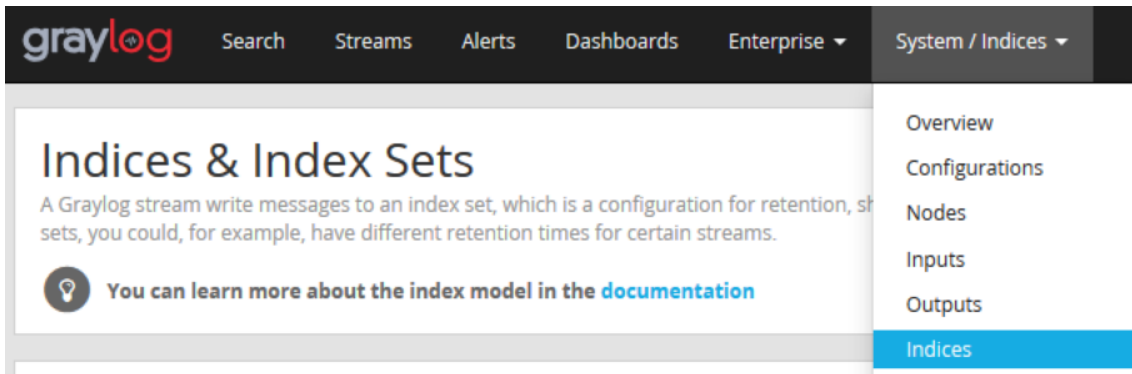 graylog Search Streams Alerts Dashboards Enterprise System / Indices
Indices & Index Sets
A Graylog stream write messages to an index set, which is a configuration for retention,
sets, you could, for example, have different retention times for certain streams.
You can learn more about the index model in the documentation
Overview
Configurations
Nodes
Inputs
Outputs
Indices